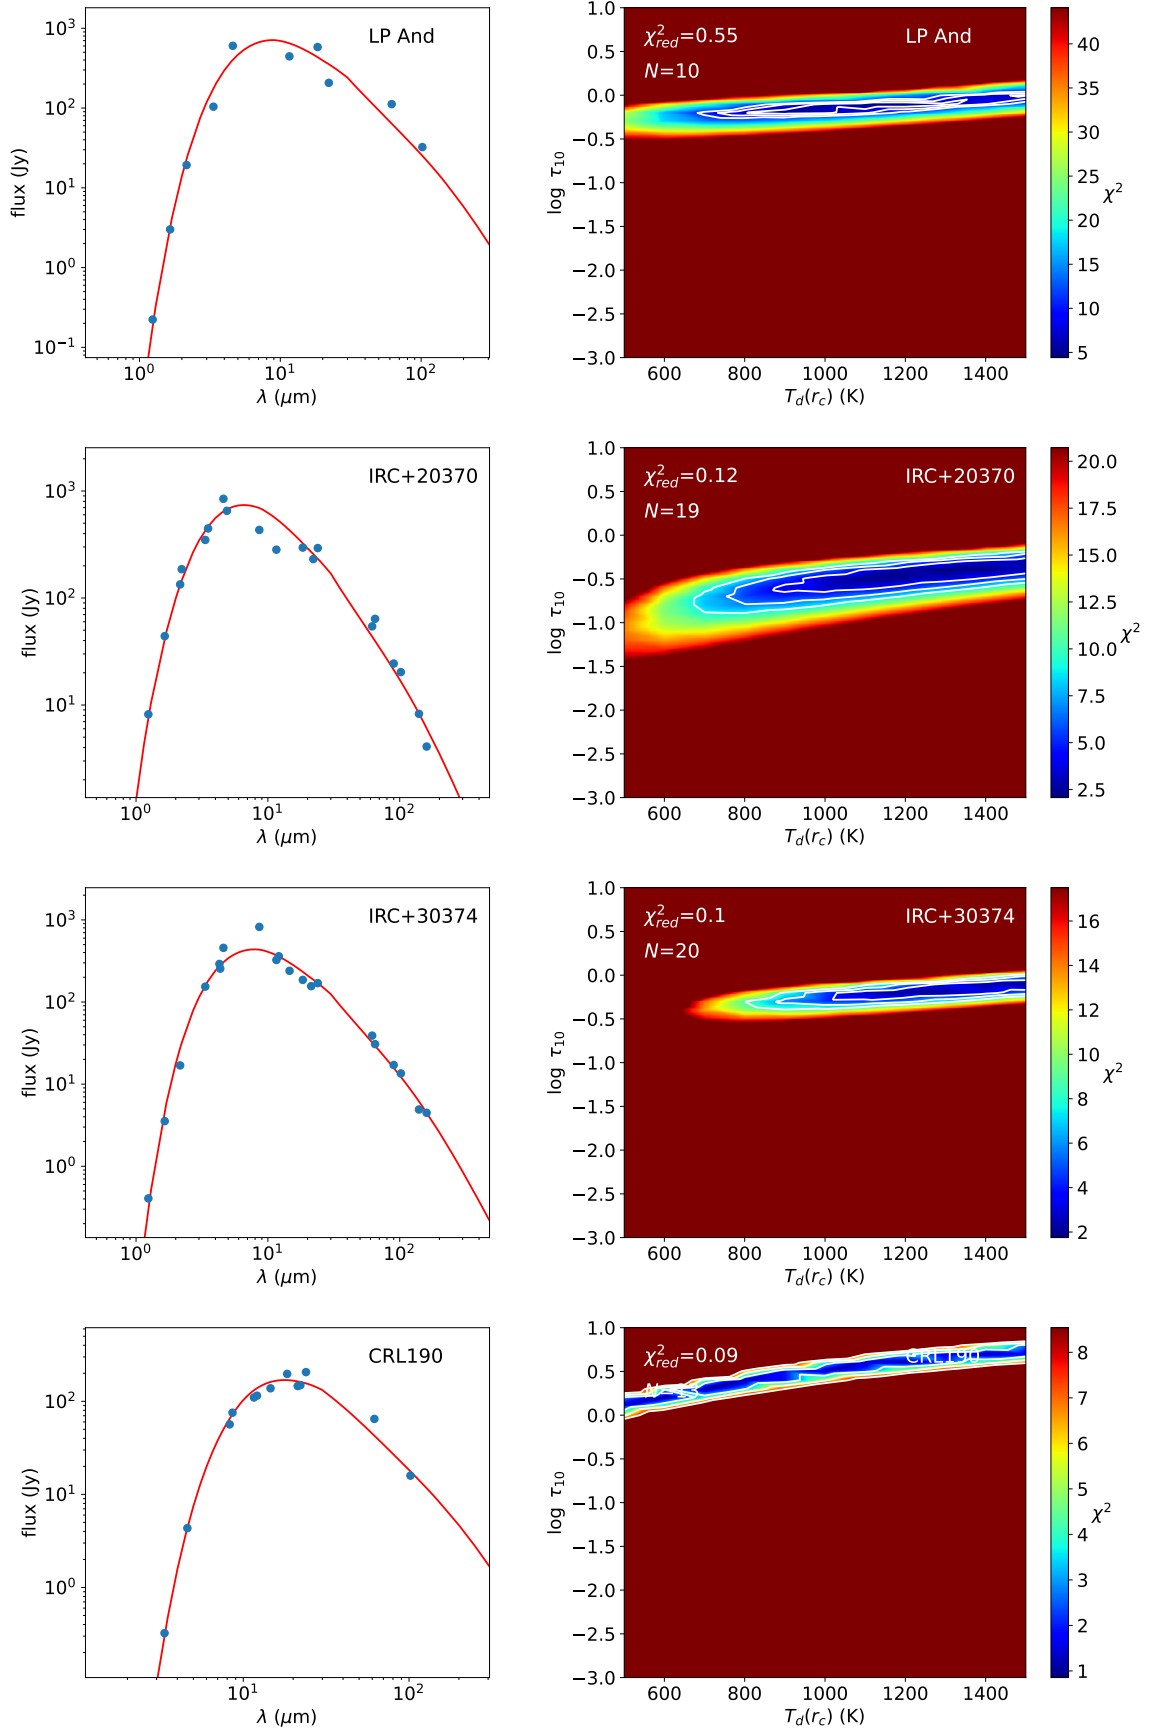 LP And
flux (Jy)
10³
10²
10¹
10⁰
10⁻¹
10⁰ 10¹ 10²
λ (μm)
χ²red=0.55 LP And
N=10
log τ₁₀
1.0
0.5
0.0
−0.5
−1.0
−1.5
−2.0
−2.5
−3.0
600 800 1000 1200 1400
T_d(r_c) (K)
40
35
30
25
20
15
10
5
χ²
IRC+20370
flux (Jy)
10³
10²
10¹
10⁰ 10¹ 10²
λ (μm)
χ²red=0.12 IRC+20370
N=19
log τ₁₀
1.0
0.5
0.0
−0.5
−1.0
−1.5
−2.0
−2.5
−3.0
600 800 1000 1200 1400
T_d(r_c) (K)
20.0
17.5
15.0
12.5
10.0
7.5
5.0
2.5
χ²
IRC+30374
flux (Jy)
10³
10²
10¹
10⁰
10⁰ 10¹ 10²
λ (μm)
χ²red=0.1 IRC+30374
N=20
log τ₁₀
1.0
0.5
0.0
−0.5
−1.0
−1.5
−2.0
−2.5
−3.0
600 800 1000 1200 1400
T_d(r_c) (K)
16
14
12
10
8
6
4
2
χ²
CRL190
flux (Jy)
10²
10¹
10⁰
10¹ 10²
λ (μm)
χ²red=0.09 CRL190
log τ₁₀
1.0
0.5
0.0
−0.5
−1.0
−1.5
−2.0
−2.5
−3.0
600 800 1000 1200 1400
T_d(r_c) (K)
8
7
6
5
4
3
2
1
χ²